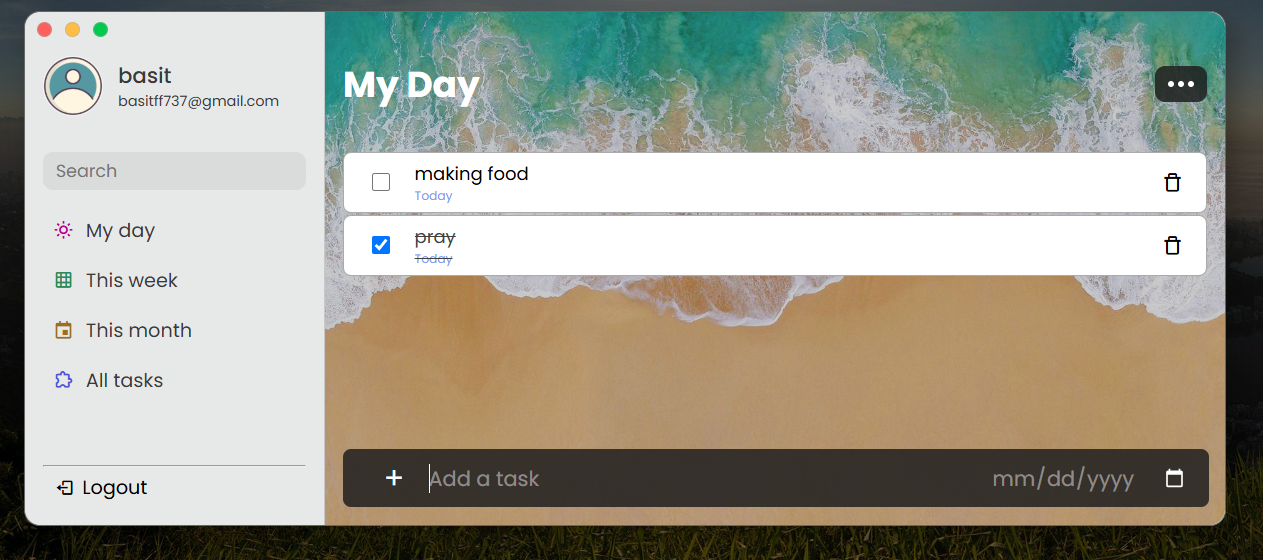 basit
basitff737@gmail.com
Search
My day
This week
This month
All tasks
Logout
My Day
making food
Today
pray
Today
Add a task
mm/dd/yyyy